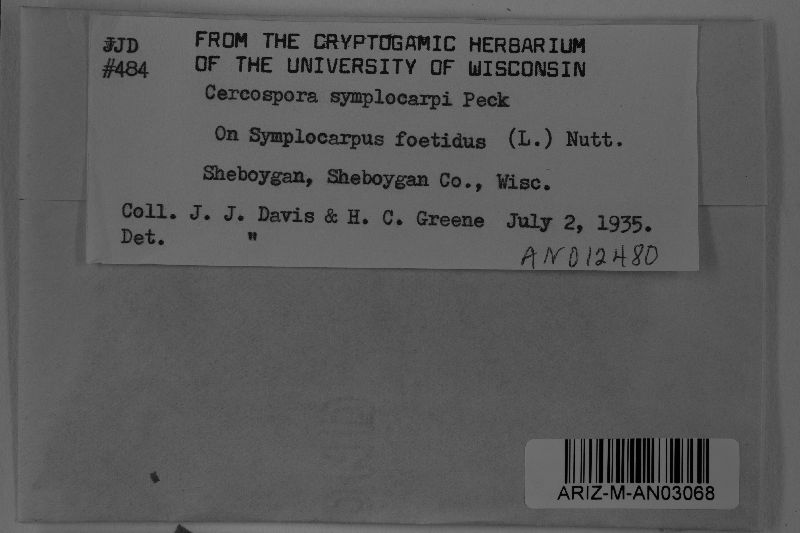 JJD FROM THE CRYPTOGAMIC HERBARIUM
#484 OF THE UNIVERSITY OF WISCONSIN
Cercospora symplocarpi Peck
On Symplocarpus foetidus (L.) Nutt.
Sheboygan, Sheboygan Co., Wisc.
Coll. J. J. Davis & H. C. Greene July 2, 1935.
Det. "
AN012480
ARIZ-M-AN03068